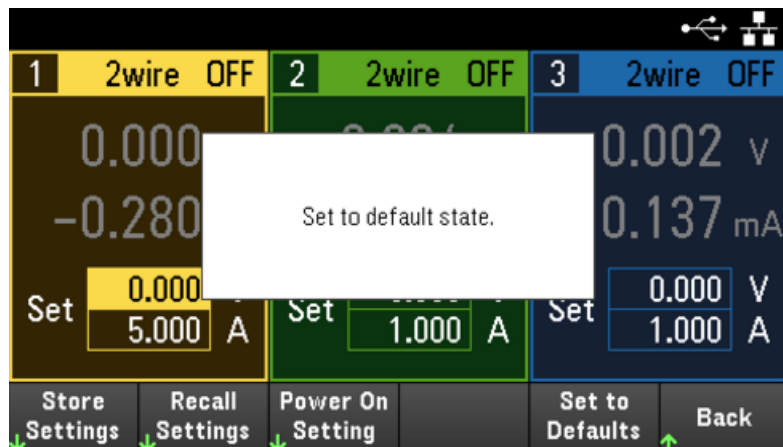 1 2wire OFF 2 2wire OFF 3 2wire OFF
0.000 0.002 V
-0.280 0.137 mA
Set to default state.
0.000 0.000 V
Set Set Set
5.000 A 1.000 A 1.000 A
Store Recall Power On Set to
Settings Settings Setting Defaults Back